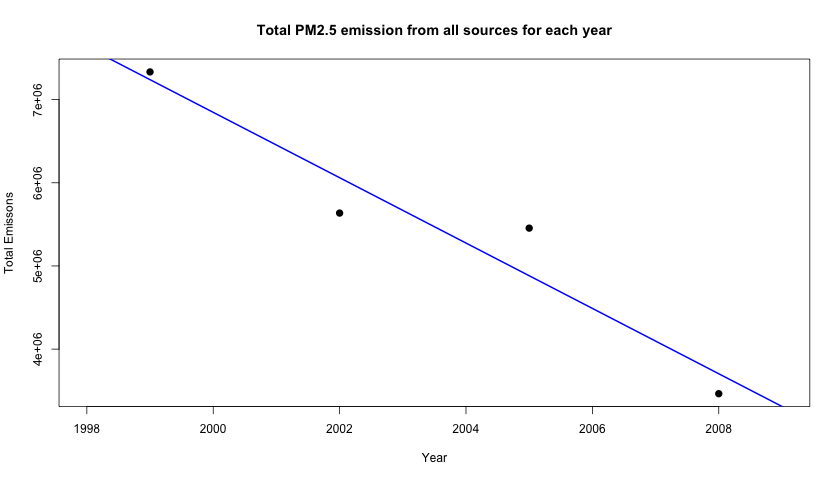 Total PM2.5 emission from all sources for each year
7e+06
6e+06
5e+06
4e+06
Total Emissons
1998 2000 2002 2004 2006 2008
Year